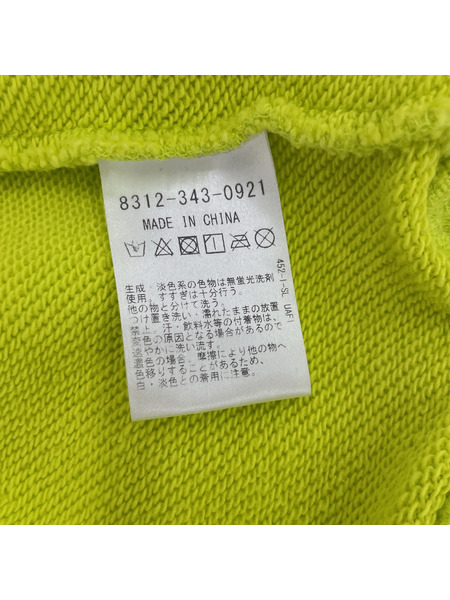 8312-343-0921
MADE IN CHINA
生成・淡色系の色物は無蛍光洗剤
使用。すすぎは十分行う。
他の物と分けて洗う。
つけ置き洗い・濡れたままの放置
禁止。汗・飲料水等の付着物は、
変色の原因となる場合があるので
速やかに洗い流す。
濃色の場合、摩擦により他の物へ
色移りすることがあるため、
白・淡色との着用に注意。
452-I-SL UAFI